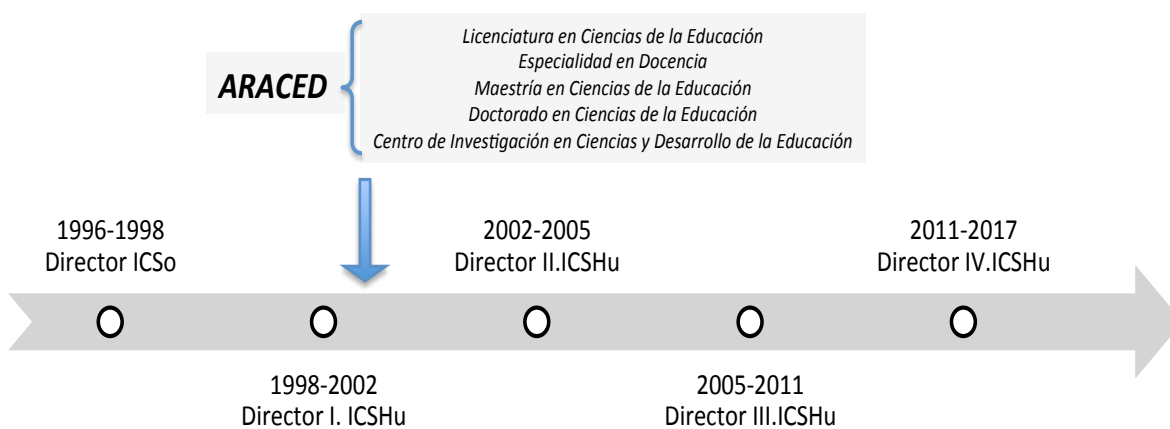 ARACED
Licenciatura en Ciencias de la Educación
Especialidad en Docencia
Maestría en Ciencias de la Educación
Doctorado en Ciencias de la Educación
Centro de Investigación en Ciencias y Desarrollo de la Educación
1996-1998
Director ICSo
2002-2005
Director II.ICSHu
2011-2017
Director IV.ICSHu
1998-2002
Director I. ICSHu
2005-2011
Director III.ICSHu